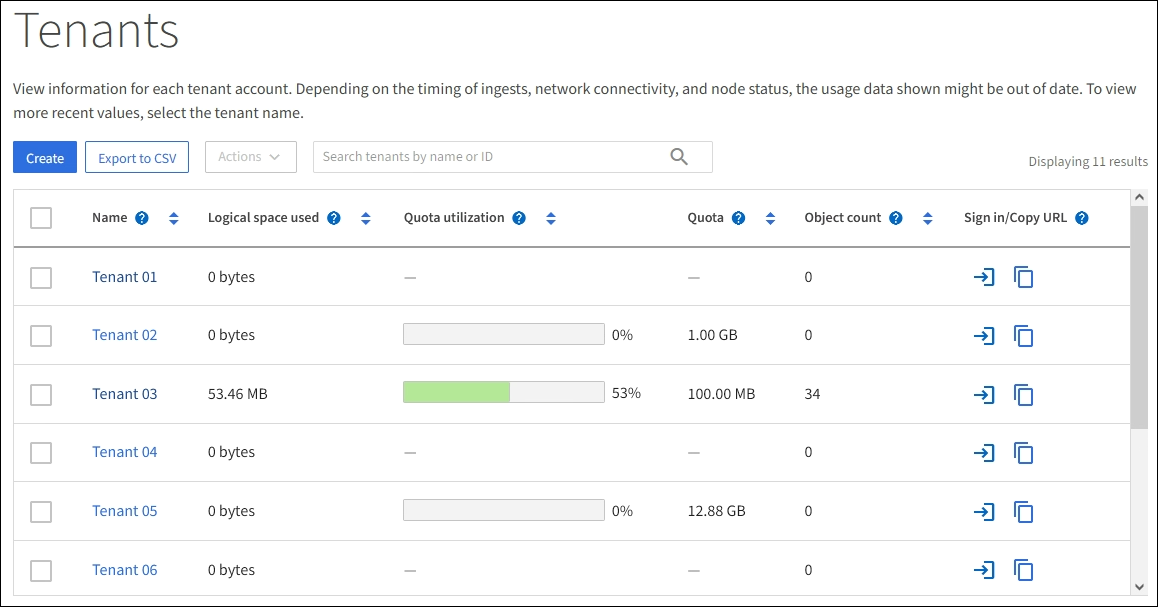 Tenants
View information for each tenant account. Depending on the timing of ingests, network connectivity, and node status, the usage data shown might be out of date. To view
more recent values, select the tenant name.
Create Export to CSV Actions Search tenants by name or ID Displaying 11 results
Name ? Logical space used ? Quota utilization ? Quota ? Object count ? Sign in/Copy URL ?
Tenant 01 0 bytes — — 0
Tenant 02 0 bytes 0% 1.00 GB 0
Tenant 03 53.46 MB 53% 100.00 MB 34
Tenant 04 0 bytes — — 0
Tenant 05 0 bytes 0% 12.88 GB 0
Tenant 06 0 bytes — — 0